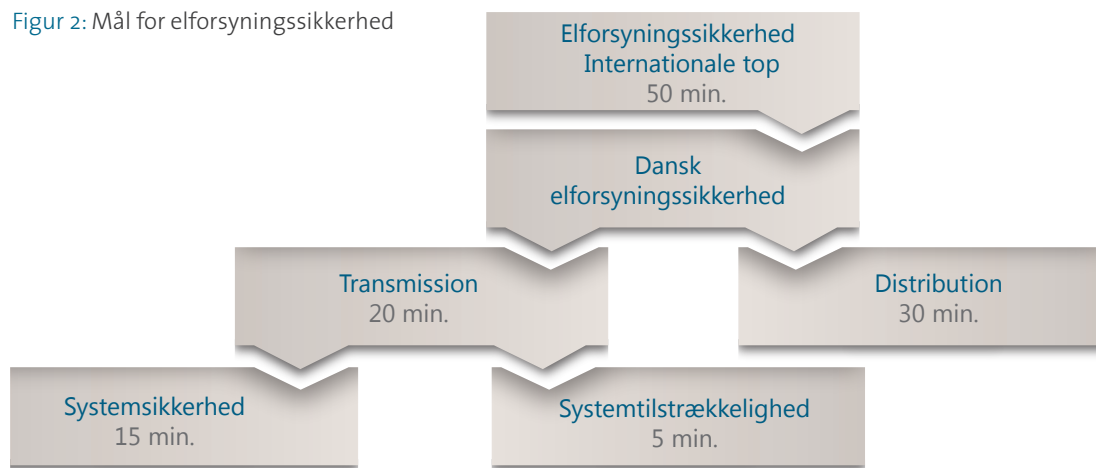 Figur 2: Mål for elforsyningssikkerhed
Elforsyningssikkerhed
Internationale top
50 min.
Dansk
elforsyningssikkerhed
Transmission
20 min.
Distribution
30 min.
Systemsikkerhed
15 min.
Systemtilstrækkelighed
5 min.